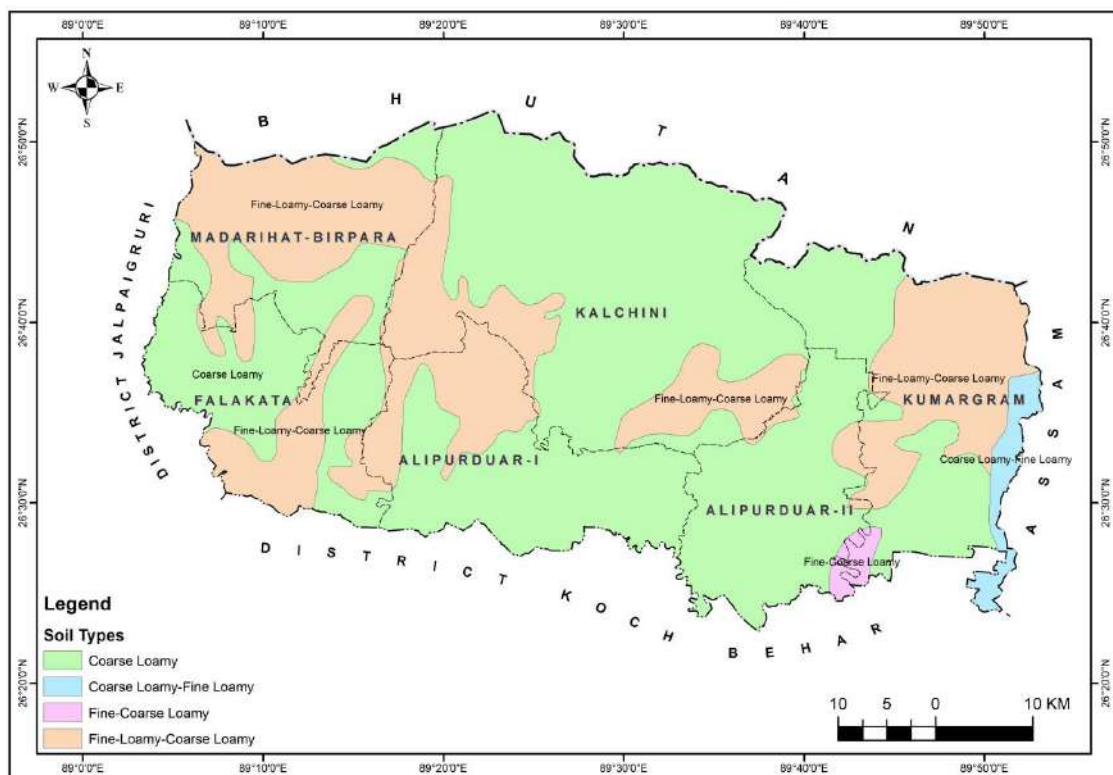 89°0'0"E 89°10'0"E 89°20'0"E 89°30'0"E 89°40'0"E 89°50'0"E
N
W E
S
26°50'0"N 26°50'0"N
26°40'0"N 26°40'0"N
26°30'0"N 26°30'0"N
26°20'0"N 26°20'0"N
BHUTAN
DISTRICT JALPAIGRURI
ASSAM
DISTRICT KOCH BEHAR
Fine-Loamy-Coarse Loamy
MADARIHAT-BIRPARA
KALCHINI
Coarse Loamy
FALAKATA
Fine-Loamy-Coarse Loamy
ALIPURDUAR-I
Fine-Loamy-Coarse Loamy
Fine-Loamy-Coarse Loamy
KUMARGRAM
Coarse Loamy-Fine Loamy
ALIPURDUAR-II
Fine-Coarse Loamy
Legend
Soil Types
Coarse Loamy
Coarse Loamy-Fine Loamy
Fine-Coarse Loamy
Fine-Loamy-Coarse Loamy
10 5 0 10 KM
89°0'0"E 89°10'0"E 89°20'0"E 89°30'0"E 89°40'0"E 89°50'0"E